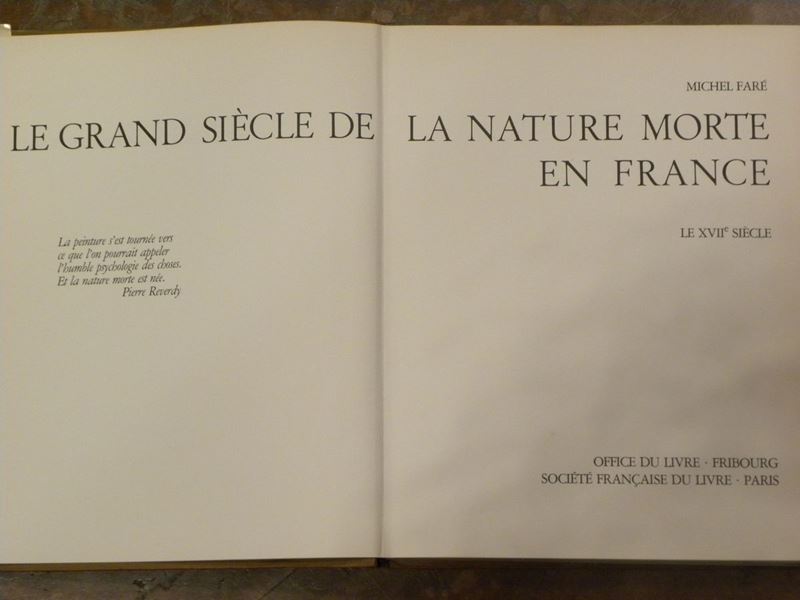 MICHEL FARÉ
LE GRAND SIÈCLE DE LA NATURE MORTE
EN FRANCE
LE XVIIe SIÈCLE
La peinture s'est tournée vers
ce que l'on pourrait appeler
l'humble psychologie des choses.
Et la nature morte est née.
Pierre Reverdy
OFFICE DU LIVRE · FRIBOURG
SOCIÉTÉ FRANÇAISE DU LIVRE · PARIS